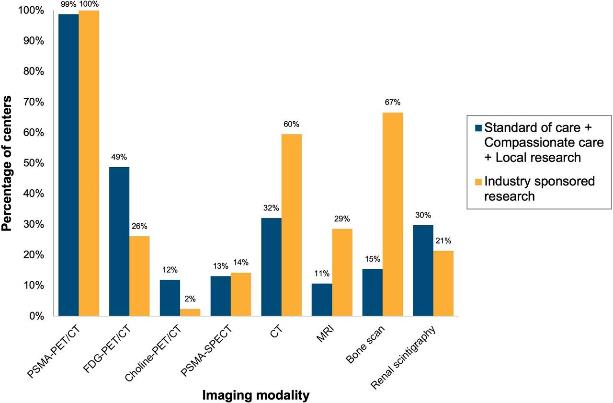 100%
90%
80%
70%
60%
50%
40%
30%
20%
10%
0%
Percentage of centers
99%
100%
49%
26%
12%
2%
13%
14%
32%
60%
11%
29%
15%
67%
30%
21%
PSMA-PET/CT
FDG-PET/CT
Choline-PET/CT
PSMA-SPECT
CT
MRI
Bone scan
Renal scintigraphy
Imaging modality
Standard of care +
Compassionate care
+ Local research
Industry sponsored
research